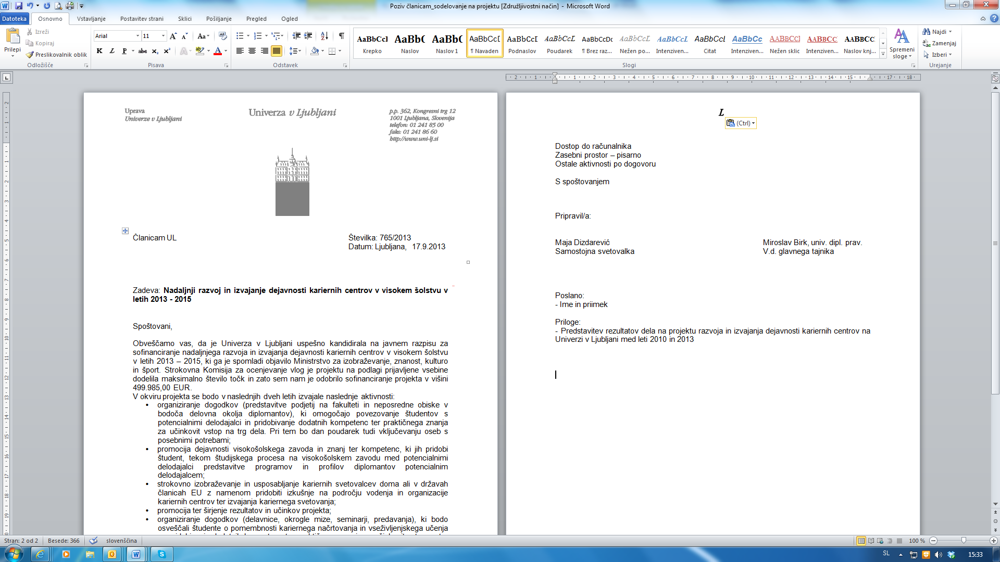 Poziv članicam_sodelovanje na projektu [Združljivostni način] - Microsoft Word
Datoteka Osnovno Vstavljanje Postavitev strani Sklici Pošiljanje Pregled Ogled
Prilepi
Izreži
Kopiraj
Preslikovalnik oblik
Odložišče
Arial 11
Pisava
Odstavek
AaBbCcI AaBbC AaBbC AaBbCcD AaBbCcD AaBbCcL AaBbCcDc AaBbCcL AaBbCcL AaBbCcL AaBbCc AABBCCI AABBCC AABBCC
Krepko Naslov Naslov 1 ¶ Navaden Podnaslov Poudarek ¶ Brez raz... Nežen po... Intenziven... Citat Intenziven... Nežen sklic Intenziven... Naslov knj...
Slogi
Spremeni
sloge
Najdi
Zamenjaj
Izberi
Urejanje
Uprava
Univerze v Ljubljani
Univerza v Ljubljani
p.p. 362, Kongresni trg 12
1001 Ljubljana, Slovenija
telefon: 01 241 85 00
faks: 01 241 86 60
http://www.uni-lj.si
Članicam UL
Številka: 765/2013
Datum: Ljubljana, 17.9.2013
Zadeva: Nadaljnji razvoj in izvajanje dejavnosti kariernih centrov v visokem šolstvu v
letih 2013 - 2015
Spoštovani,
Obveščamo vas, da je Univerza v Ljubljani uspešno kandidirala na javnem razpisu za
sofinanciranje nadaljnjega razvoja in izvajanja dejavnosti kariernih centrov v visokem šolstvu
v letih 2013 – 2015, ki ga je spomladi objavilo Ministrstvo za izobraževanje, znanost, kulturo
in šport. Strokovna Komisija za ocenjevanje vlog je projektu na podlagi prijavljene vsebine
dodelila maksimalno število točk in zato sem nam je odobrilo sofinanciranje projekta v višini
499.985,00 EUR.
V okviru projekta se bodo v naslednjih dveh letih izvajale naslednje aktivnosti:
• organiziranje dogodkov (predstavitve podjetij na fakulteti in neposredne obiske v
bodoča delovna okolja diplomantov), ki omogočajo povezovanje študentov s
potencialnimi delodajalci in pridobivanje dodatnih kompetenc ter praktičnega znanja
za učinkovit vstop na trg dela. Pri tem bo dan poudarek tudi vključevanju oseb s
posebnimi potrebami;
• promocija dejavnosti visokošolskega zavoda in znanj ter kompetenc, ki jih pridobi
študent, tekom študijskega procesa na visokošolskem zavodu med potencialnimi
delodajalci predstavitve programov in profilov diplomantov potencialnim
delodajalcem;
• strokovno izobraževanje in usposabljanje kariernih svetovalcev doma ali v državah
članicah EU z namenom pridobiti izkušnje na področju vodenja in organizacije
kariernih centrov ter izvajanja kariernega svetovanja;
• promocija ter širjenje rezultatov in učinkov projekta;
• organiziranje dogodkov (delavnice, okrogle mize, seminarji, predavanja), ki bodo
osveščali študente o pomembnosti kariernega načrtovanja in vseživljenjskega učenja
L
(Ctrl)
Dostop do računalnika
Zasebni prostor – pisarno
Ostale aktivnosti po dogovoru
S spoštovanjem
Pripravil/a:
Maja Dizdarević
Samostojna svetovalka
Miroslav Birk, univ. dipl. prav.
V.d. glavnega tajnika
Poslano:
- Ime in priimek
Priloge:
- Predstavitev rezultatov dela na projektu razvoja in izvajanja dejavnosti kariernih centrov na
Univerzi v Ljubljani med leti 2010 in 2013
Stran: 2 od 2 Besede: 366 slovenščina 100 %
SL 15:33